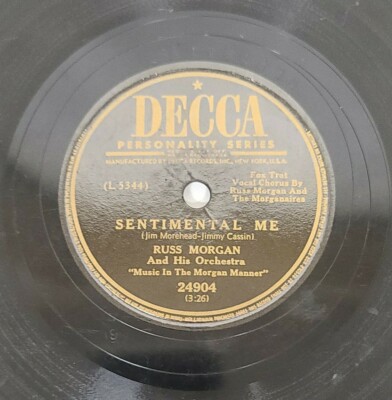 DECCA
PERSONALITY SERIES
MANUFACTURED BY DECCA RECORDS, INC., NEW YORK, U.S.A.
(L 5344)
Fox Trot
Vocal Chorus By
Russ Morgan And
The Morganaires
SENTIMENTAL ME
(Jim Morehead-Jimmy Cassin)
RUSS MORGAN
And His Orchestra
"Music In The Morgan Manner"
24904
(3:26)